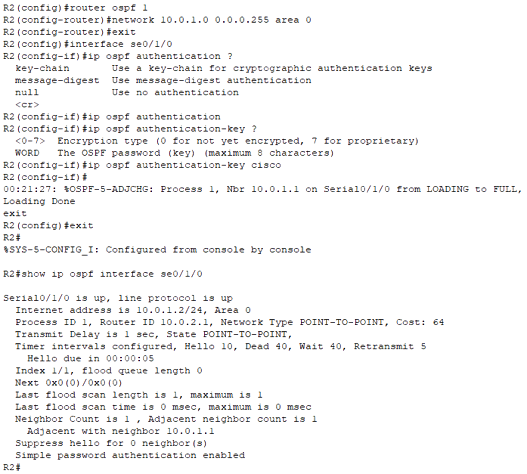 R2(config)#router ospf 1
R2(config-router)#network 10.0.1.0 0.0.0.255 area 0
R2(config-router)#exit
R2(config)#interface se0/1/0
R2(config-if)#ip ospf authentication ?
  key-chain       Use a key-chain for cryptographic authentication keys
  message-digest  Use message-digest authentication
  null            Use no authentication
  <cr>
R2(config-if)#ip ospf authentication
R2(config-if)#ip ospf authentication-key ?
  <0-7>  Encryption type (0 for not yet encrypted, 7 for proprietary)
  WORD   The OSPF password (key) (maximum 8 characters)
R2(config-if)#ip ospf authentication-key cisco
R2(config-if)#
00:21:27: %OSPF-5-ADJCHG: Process 1, Nbr 10.0.1.1 on Serial0/1/0 from LOADING to FULL,
Loading Done
exit
R2(config)#exit
R2#
%SYS-5-CONFIG_I: Configured from console by console
R2#show ip ospf interface se0/1/0
Serial0/1/0 is up, line protocol is up
  Internet address is 10.0.1.2/24, Area 0
  Process ID 1, Router ID 10.0.2.1, Network Type POINT-TO-POINT, Cost: 64
  Transmit Delay is 1 sec, State POINT-TO-POINT,
  Timer intervals configured, Hello 10, Dead 40, Wait 40, Retransmit 5
    Hello due in 00:00:05
  Index 1/1, flood queue length 0
  Next 0x0(0)/0x0(0)
  Last flood scan length is 1, maximum is 1
  Last flood scan time is 0 msec, maximum is 0 msec
  Neighbor Count is 1 , Adjacent neighbor count is 1
    Adjacent with neighbor 10.0.1.1
  Suppress hello for 0 neighbor(s)
  Simple password authentication enabled
R2#